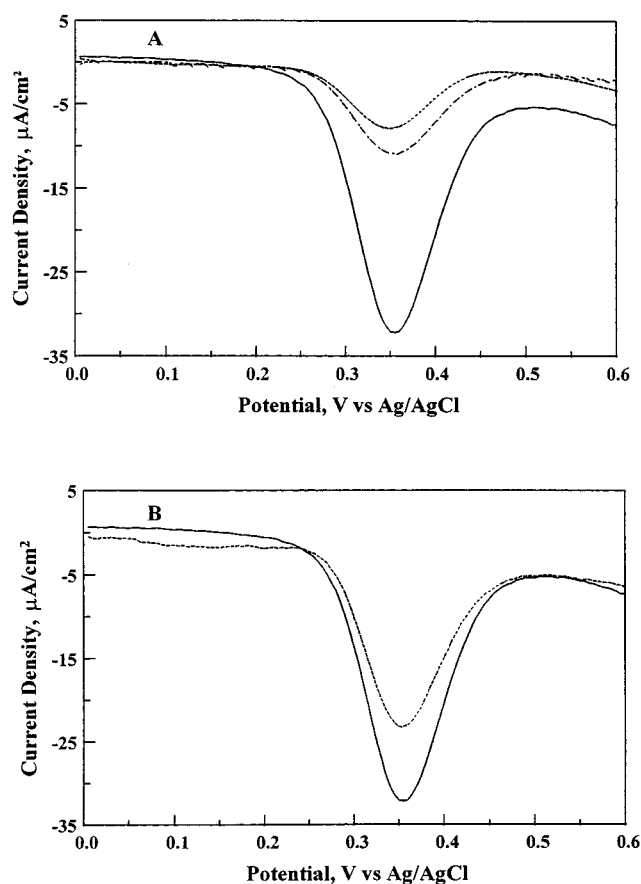 A
5
-5
-15
-25
-35
Current Density, µA/cm²
0.0 0.1 0.2 0.3 0.4 0.5 0.6
Potential, V vs Ag/AgCl
B
5
-5
-15
-25
-35
Current Density, µA/cm²
0.0 0.1 0.2 0.3 0.4 0.5 0.6
Potential, V vs Ag/AgCl